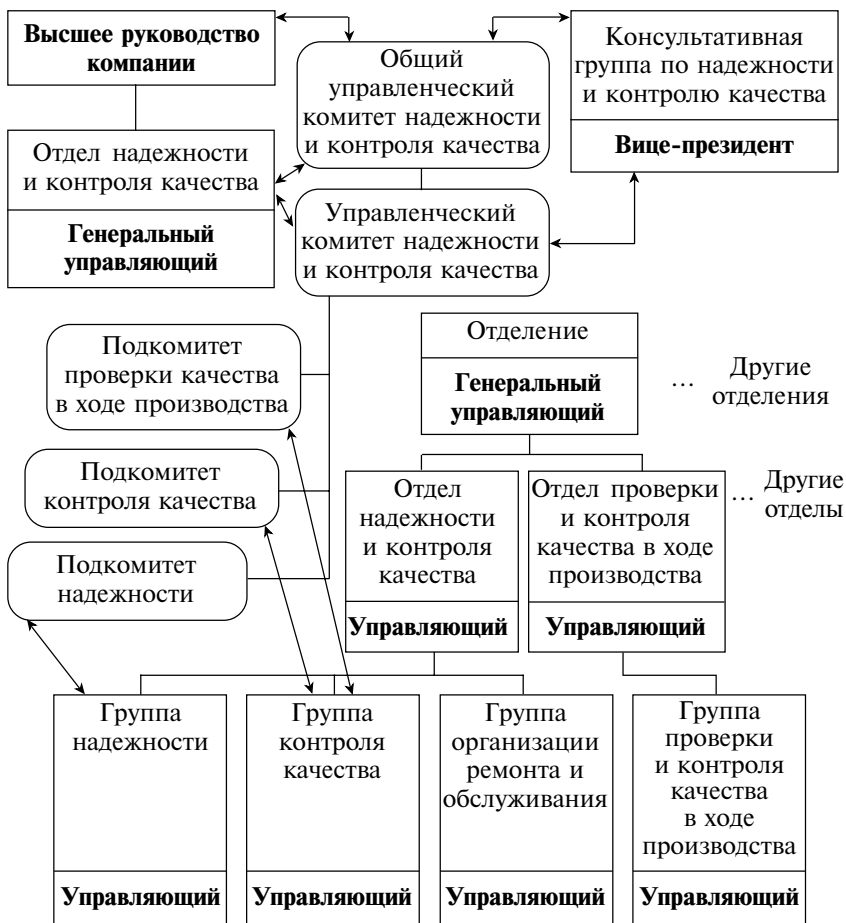 Высшее руководство
компании
Общий
управленческий
комитет надежности
и контроля качества
Консультативная
группа по надежности
и контролю качества
Вице-президент
Отдел надежности
и контроля качества
Генеральный
управляющий
Управленческий
комитет надежности
и контроля качества
Подкомитет
проверки качества
в ходе производства
Отделение
Генеральный
управляющий
... Другие
отделения
Подкомитет
контроля качества
Отдел
надежности
и контроля
качества
Управляющий
Отдел проверки
и контроля
качества в ходе
производства
Управляющий
... Другие
отделы
Подкомитет
надежности
Группа
надежности
Управляющий
Группа
контроля
качества
Управляющий
Группа
организации
ремонта и
обслуживания
Управляющий
Группа
проверки
и контроля
качества
в ходе
производства
Управляющий